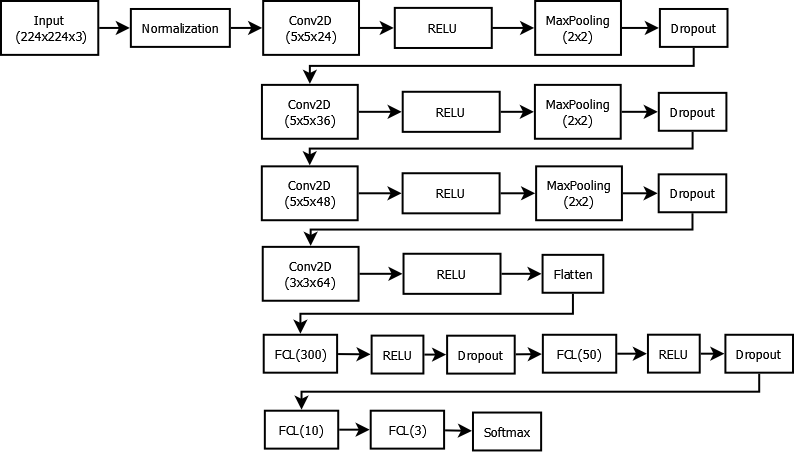 Input
(224x224x3)
Normalization
Conv2D
(5x5x24)
RELU
MaxPooling
(2x2)
Dropout
Conv2D
(5x5x36)
RELU
MaxPooling
(2x2)
Dropout
Conv2D
(5x5x48)
RELU
MaxPooling
(2x2)
Dropout
Conv2D
(3x3x64)
RELU
Flatten
FCL(300)
RELU
Dropout
FCL(50)
RELU
Dropout
FCL(10)
FCL(3)
Softmax